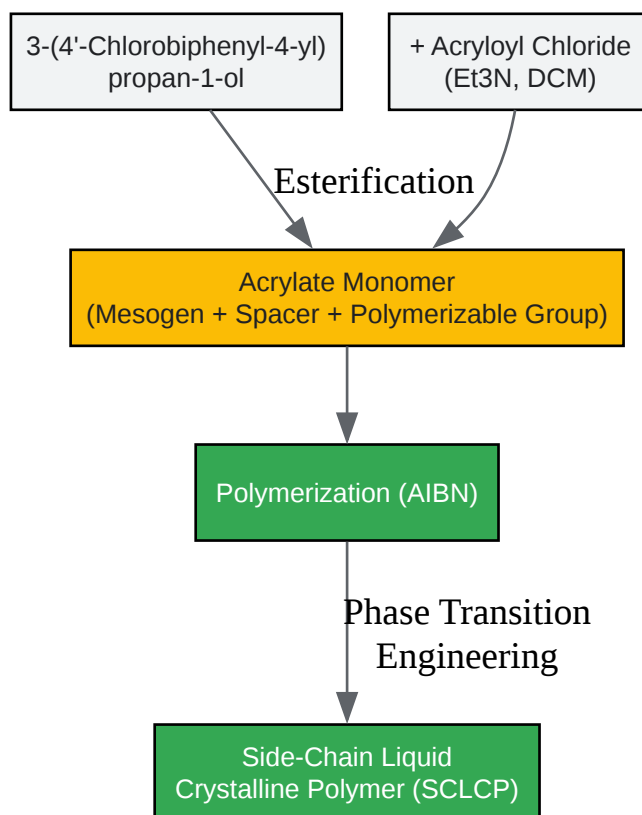 3-(4'-Chlorobiphenyl-4-yl)
propan-1-ol
+ Acryloyl Chloride
(Et3N, DCM)
Esterification
Acrylate Monomer
(Mesogen + Spacer + Polymerizable Group)
Polymerization (AIBN)
Phase Transition
Engineering
Side-Chain Liquid
Crystalline Polymer (SCLCP)